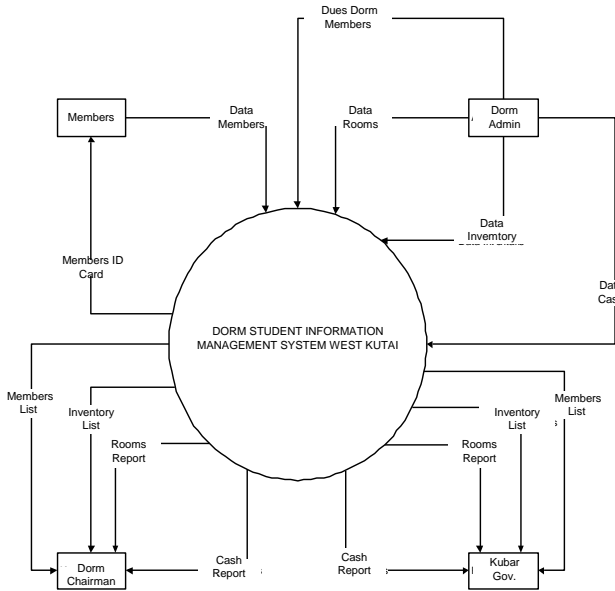 Dues Dorm
Members
Members
Data
Members
Data
Rooms
Dorm
Admin
Data
Invemtory
Members ID
Card
DORM STUDENT INFORMATION
MANAGEMENT SYSTEM WEST KUTAI
Dat
Cas
Members
List
Inventory
List
Rooms
Report
Rooms
Report
Inventory
List
Members
List
Dorm
Chairman
Cash
Report
Cash
Report
Kubar
Gov.